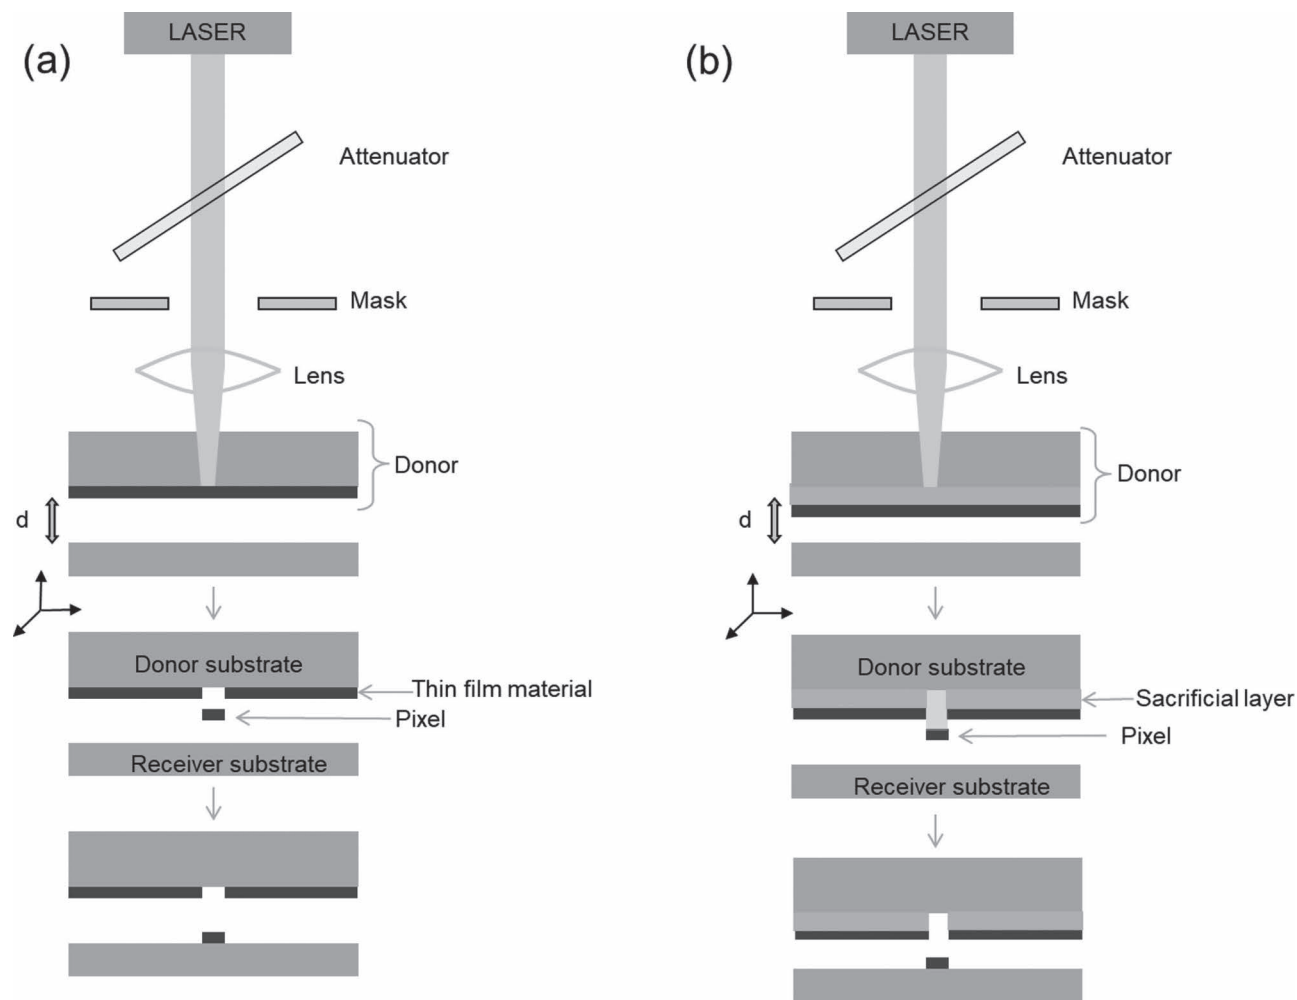 (a)
LASER
Attenuator
Mask
Lens
Donor
d
Donor substrate
Thin film material
Pixel
Receiver substrate
(b)
LASER
Attenuator
Mask
Lens
Donor
d
Donor substrate
Sacrificial layer
Pixel
Receiver substrate